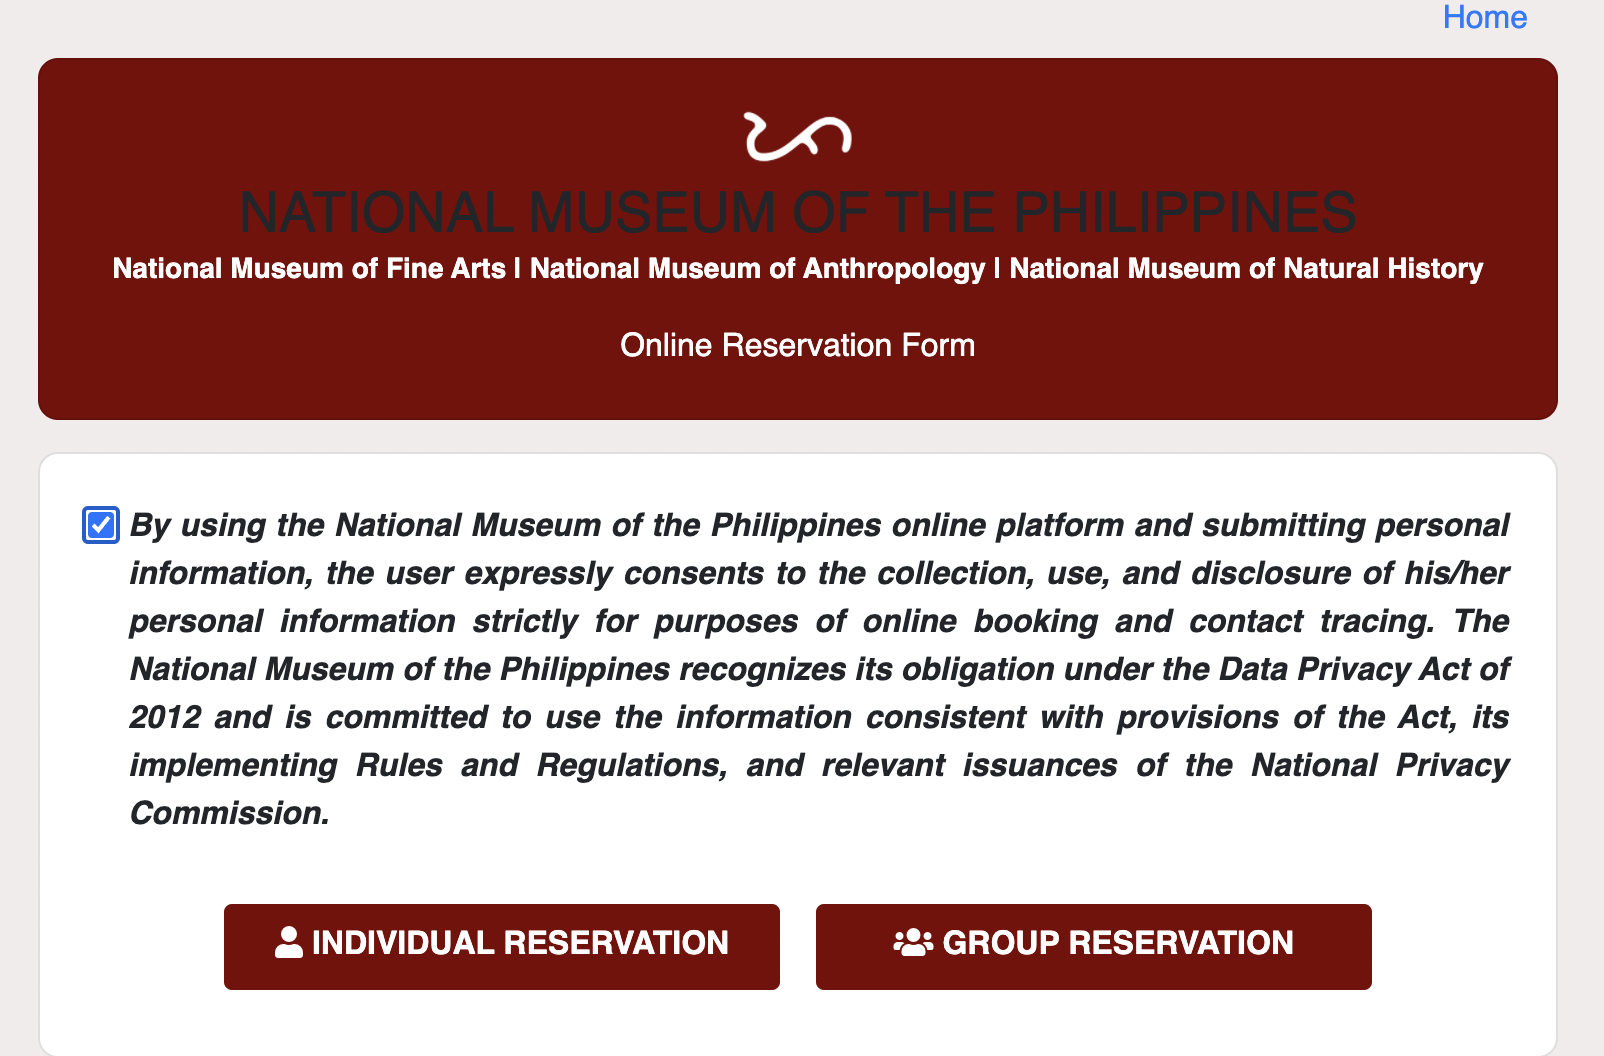 Home
NATIONAL MUSEUM OF THE PHILIPPINES
National Museum of Fine Arts | National Museum of Anthropology | National Museum of Natural History
Online Reservation Form
By using the National Museum of the Philippines online platform and submitting personal
information, the user expressly consents to the collection, use, and disclosure of his/her
personal information strictly for purposes of online booking and contact tracing. The
National Museum of the Philippines recognizes its obligation under the Data Privacy Act of
2012 and is committed to use the information consistent with provisions of the Act, its
implementing Rules and Regulations, and relevant issuances of the National Privacy
Commission.
INDIVIDUAL RESERVATION
GROUP RESERVATION